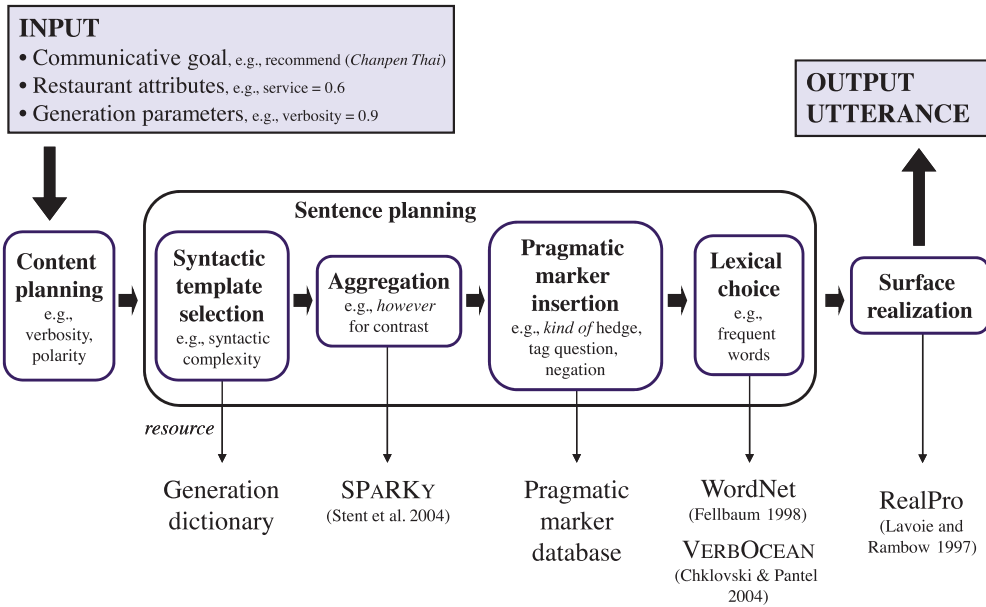 INPUT
• Communicative goal, e.g., recommend (Chanpen Thai)
• Restaurant attributes, e.g., service = 0.6
• Generation parameters, e.g., verbosity = 0.9
OUTPUT
UTTERANCE
Sentence planning
Content
planning
e.g.,
verbosity,
polarity
Syntactic
template
selection
e.g., syntactic
complexity
Aggregation
e.g., however
for contrast
Pragmatic
marker
insertion
e.g., kind of hedge,
tag question,
negation
Lexical
choice
e.g.,
frequent
words
Surface
realization
resource
Generation
dictionary
SPARKY
(Stent et al. 2004)
Pragmatic
marker
database
WordNet
(Fellbaum 1998)
VERBOCEAN
(Chklovski & Pantel
2004)
RealPro
(Lavoie and
Rambow 1997)